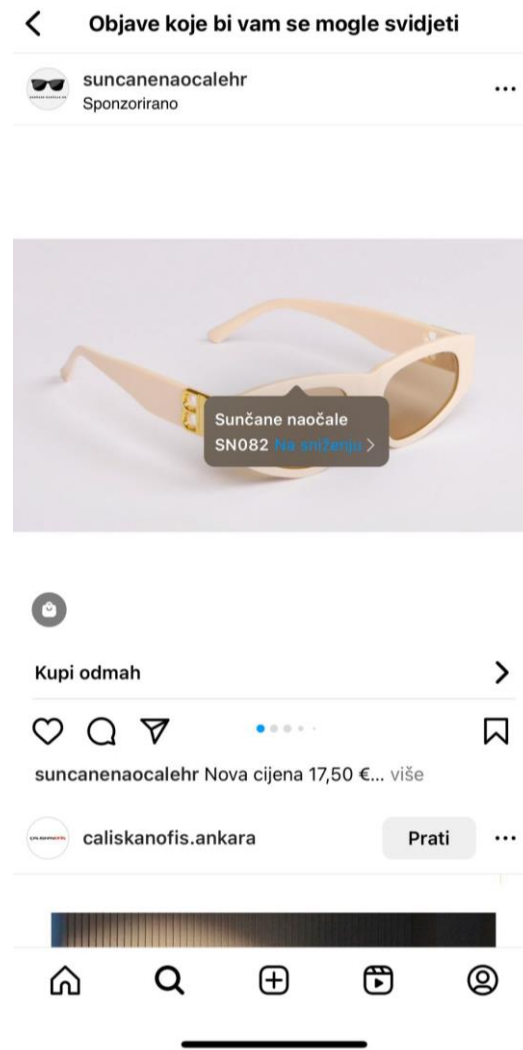 Objave koje bi vam se mogle svidjeti
suncanenaocalehr
Sponzorirano
Sunčane naočale
SN082 Na sniženju
Kupi odmah
suncanenaocalehr Nova cijena 17,50 €... više
caliskanofis.ankara
Prati